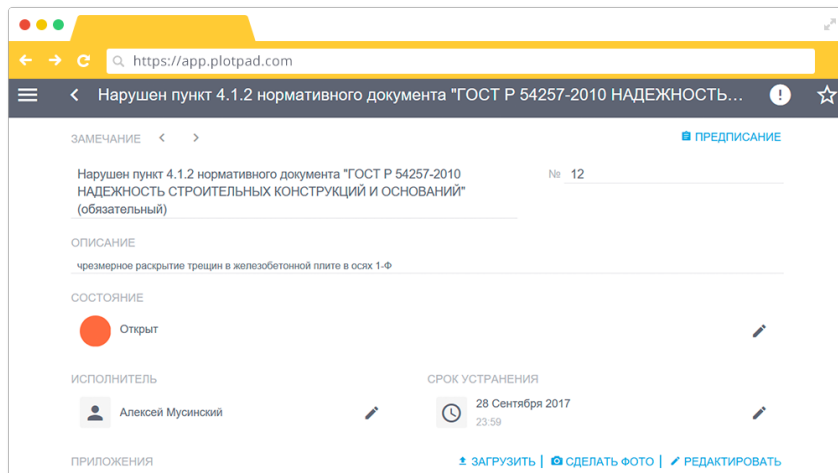 https://app.plotpad.com
Нарушен пункт 4.1.2 нормативного документа "ГОСТ Р 54257-2010 НАДЕЖНОСТЬ...
ЗАМЕЧАНИЕ
ПРЕДПИСАНИЕ
Нарушен пункт 4.1.2 нормативного документа "ГОСТ Р 54257-2010
НАДЕЖНОСТЬ СТРОИТЕЛЬНЫХ КОНСТРУКЦИЙ И ОСНОВАНИЙ"
(обязательный)
№ 12
ОПИСАНИЕ
чрезмерное раскрытие трещин в железобетонной плите в осях 1-Ф
СОСТОЯНИЕ
Открыт
ИСПОЛНИТЕЛЬ
Алексей Мусинский
СРОК УСТРАНЕНИЯ
28 Сентября 2017
23:59
ПРИЛОЖЕНИЯ
ЗАГРУЗИТЬ | СДЕЛАТЬ ФОТО | РЕДАКТИРОВАТЬ